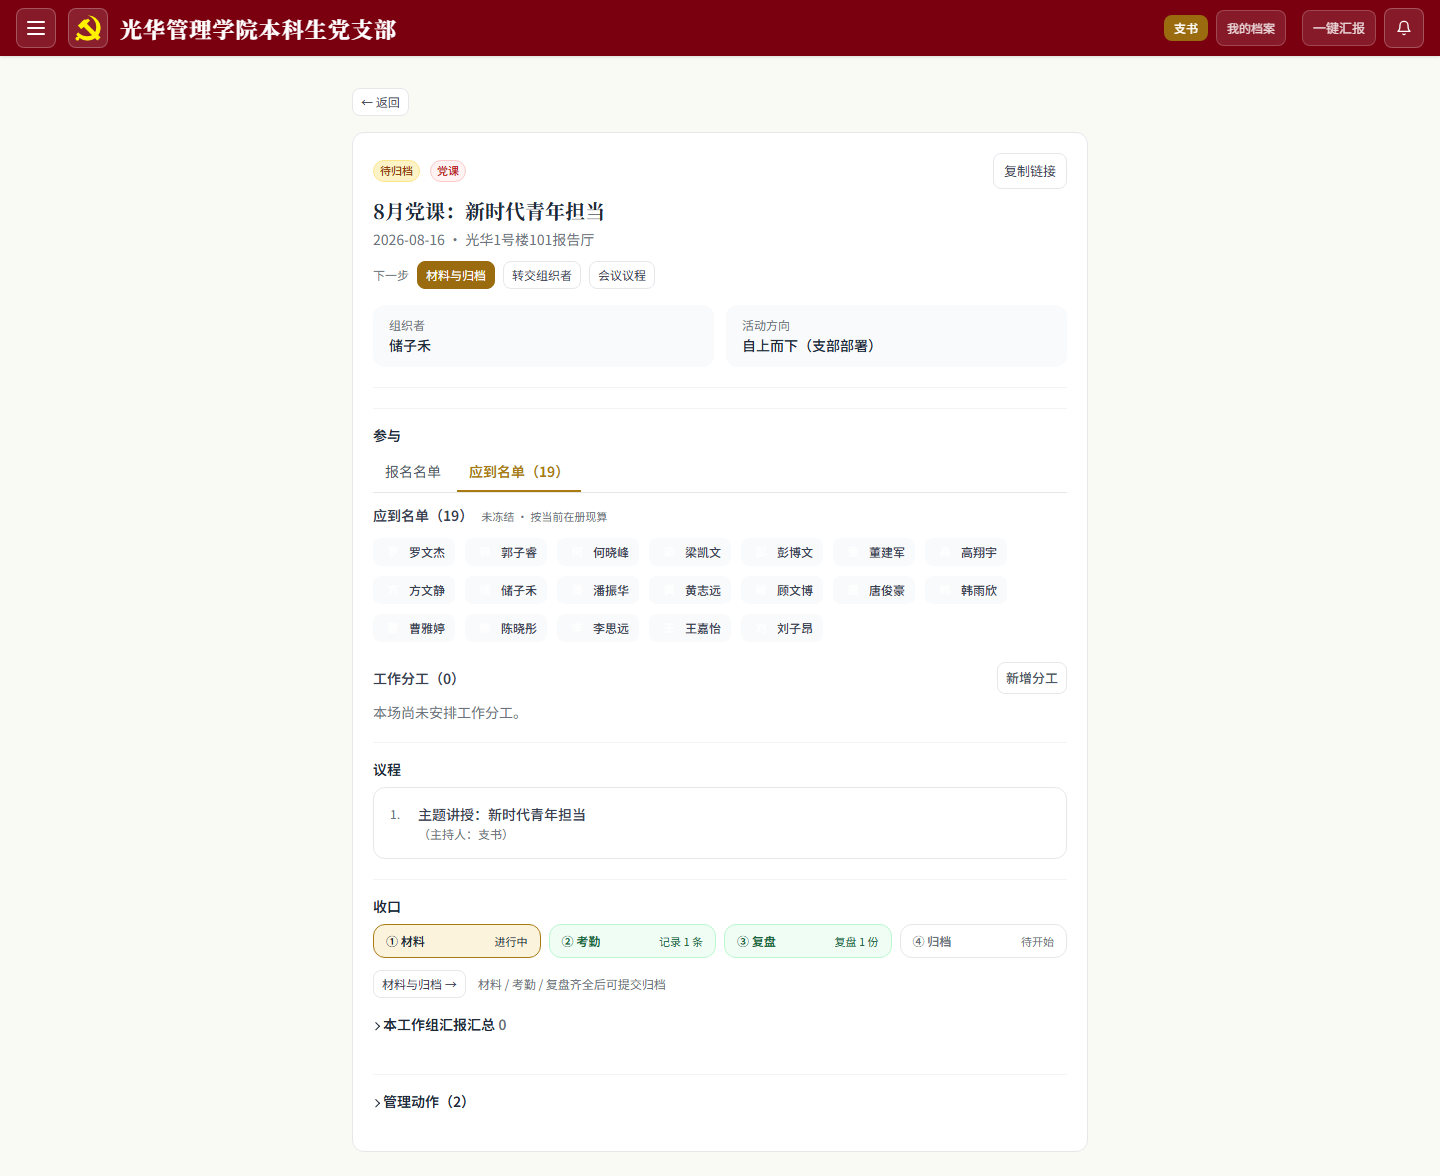 光华管理学院本科生党支部
支书 我的档案 一键汇报
← 返回
待归档 党课 复制链接
8月党课：新时代青年担当
2026-08-16 · 光华1号楼101报告厅
下一步 材料与归档 转交组织者 会议议程
组织者 活动方向
储子禾 自上而下（支部部署）
参与
报名名单 应到名单（19）
应到名单（19） 未冻结 · 按当前在册现算
罗文杰 郭子睿 何晓峰 梁凯文 彭博文 董建军 高翔宇
方文静 储子禾 潘振华 黄志远 顾文博 唐俊豪 韩雨欣
曹雅婷 陈晓彤 李思远 王嘉怡 刘子昂
工作分工（0） 新增分工
本场尚未安排工作分工。
议程
1. 主题讲授：新时代青年担当
（主持人：支书）
收口
① 材料 进行中 ② 考勤 记录 1 条 ③ 复盘 复盘 1 份 ④ 归档 待开始
材料与归档 → 材料 / 考勤 / 复盘齐全后可提交归档
本工作组汇报汇总 0
管理动作（2）